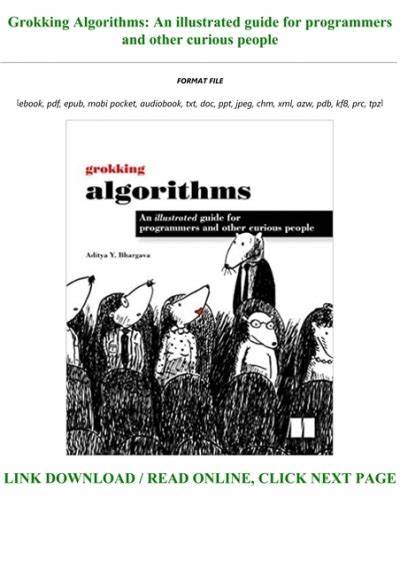 Grokking Algorithms: An illustrated guide for programmers
and other curious people
FORMAT FILE
{ebook, pdf, epub, mobi pocket, audiobook, txt, doc, ppt, jpeg, chm, xml, azw, pdb, kf8, prc, tpz}
grokking
algorithms
An illustrated guide for
programmers and other curious people
Aditya Y. Bhargava
LINK DOWNLOAD / READ ONLINE, CLICK NEXT PAGE